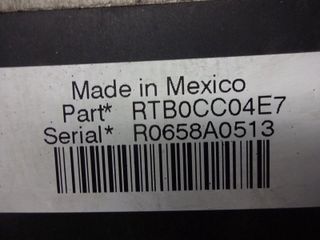 Made in Mexico
Part* RTB0CC04E7
Serial* R0658A0513